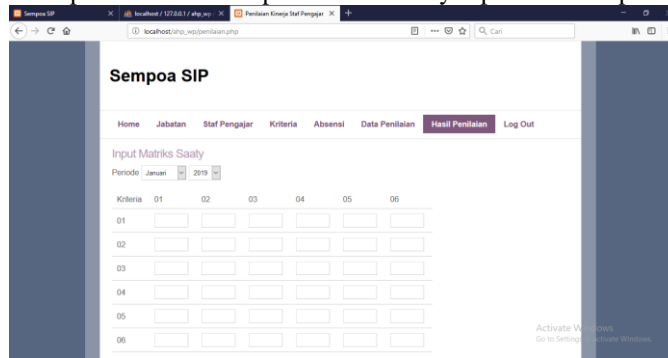 Sempoa SIP
localhost / 127.0.0.1 / ahp_wp
Penilaian Kinerja Staf Pengajar
localhost/ahp_wp/penilaian.php
Cari
Sempoa SIP
Home Jabatan Staf Pengajar Kriteria Absensi Data Penilaian Hasil Penilaian Log Out
Input Matriks Saaty
Periode Januari 2019
Kriteria 01 02 03 04 05 06
01
02
03
04
05
06
Activate Windows
Go to Settings to activate Windows.